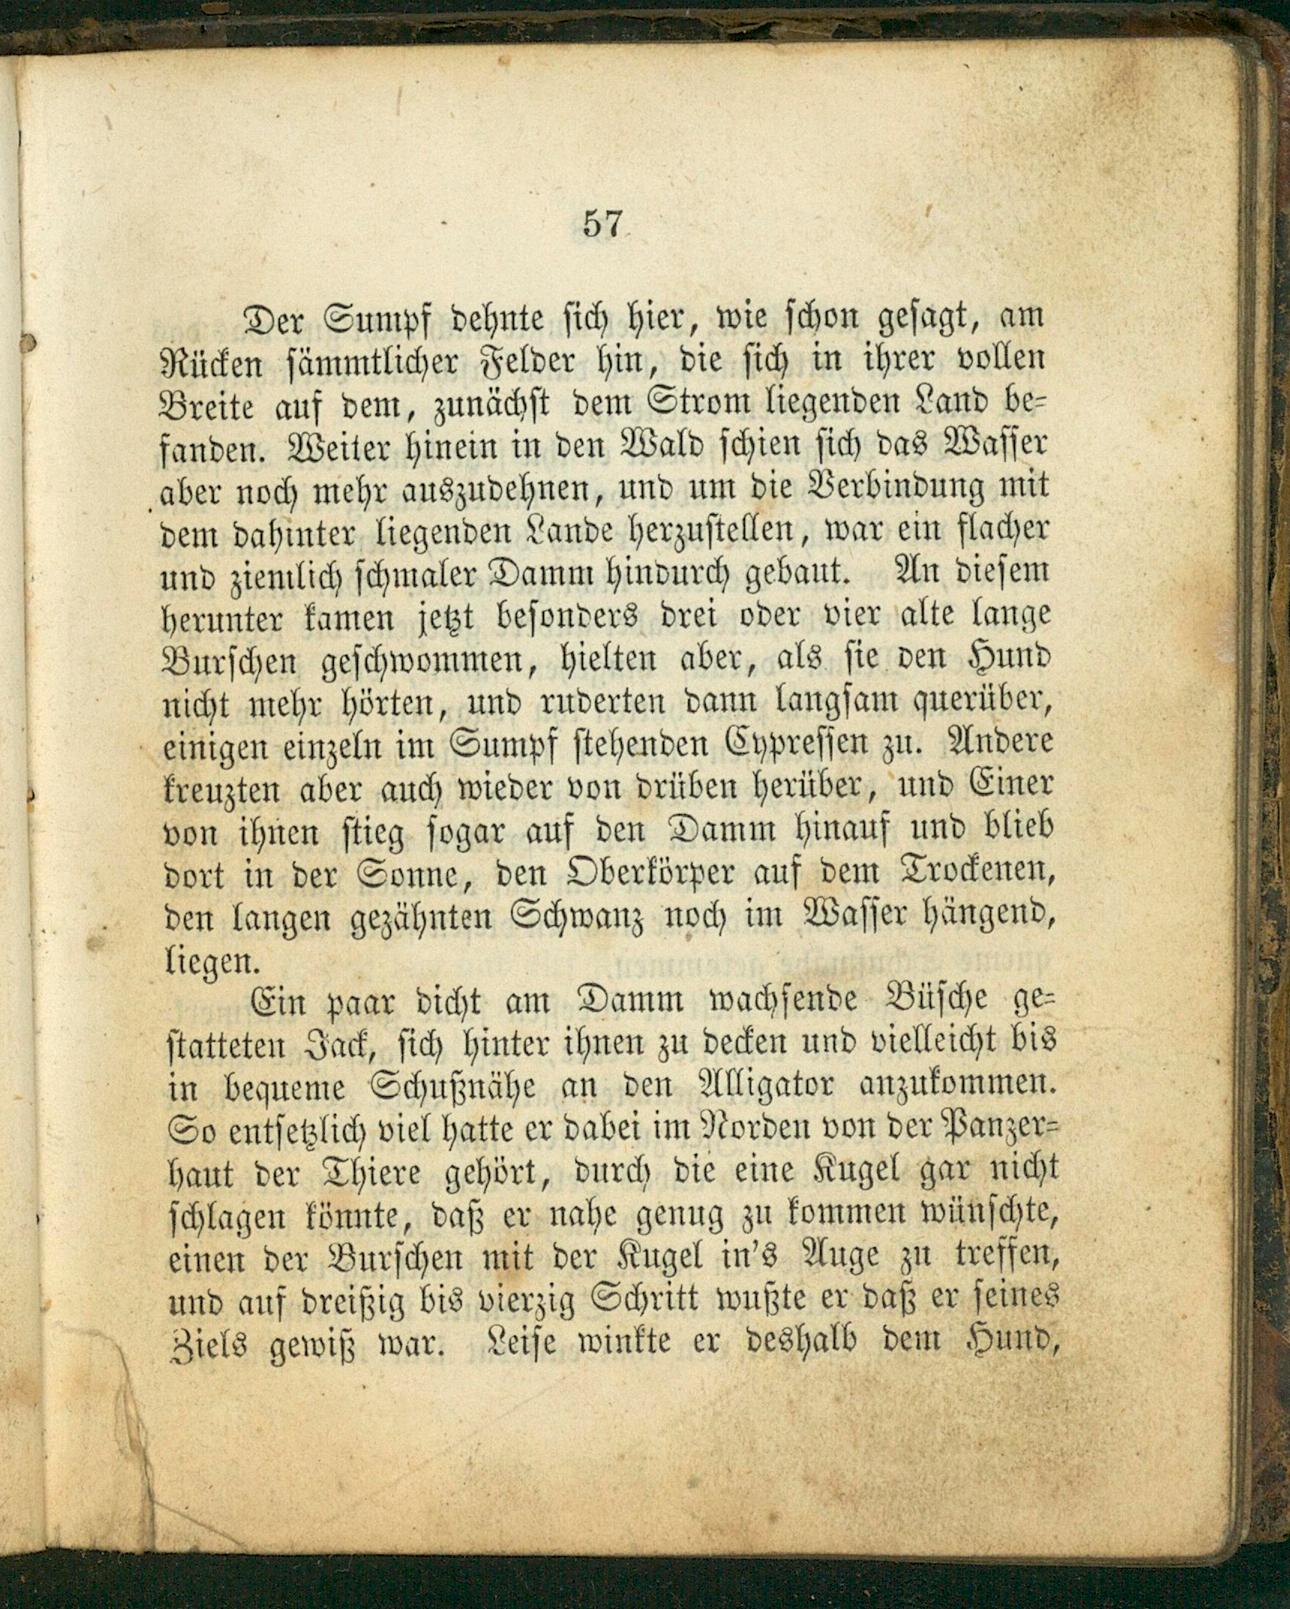 57
Der Sumpf dehnte sich hier, wie schon gesagt, am
Rücken sämmtlicher Felder hin, die sich in ihrer vollen
Breite auf dem, zunächst dem Strom liegenden Land be-
fanden. Weiter hinein in den Wald schien sich das Wasser
aber noch mehr auszudehnen, und um die Verbindung mit
dem dahinter liegenden Lande herzustellen, war ein flacher
und ziemlich schmaler Damm hindurch gebaut. An diesem
herunter kamen jetzt besonders drei oder vier alte lange
Burschen geschwommen, hielten aber, als sie den Hund
nicht mehr hörten, und ruderten dann langsam querüber,
einigen einzeln im Sumpf stehenden Cypressen zu. Andere
kreuzten aber auch wieder von drüben herüber, und Einer
von ihnen stieg sogar auf den Damm hinauf und blieb
dort in der Sonne, den Oberkörper auf dem Trockenen,
den langen gezähnten Schwanz noch im Wasser hängend,
liegen.
Ein paar dicht am Damm wachsende Büsche ge-
statteten Jack, sich hinter ihnen zu decken und vielleicht bis
in bequeme Schußnähe an den Alligator anzukommen.
So entsetzlich viel hatte er dabei im Norden von der Panzer-
haut der Thiere gehört, durch die eine Kugel gar nicht
schlagen könnte, daß er nahe genug zu kommen wünschte,
einen der Burschen mit der Kugel in's Auge zu treffen,
und auf dreißig bis vierzig Schritt wußte er daß er seines
Ziels gewiß war. Leise winkte er deshalb dem Hund,